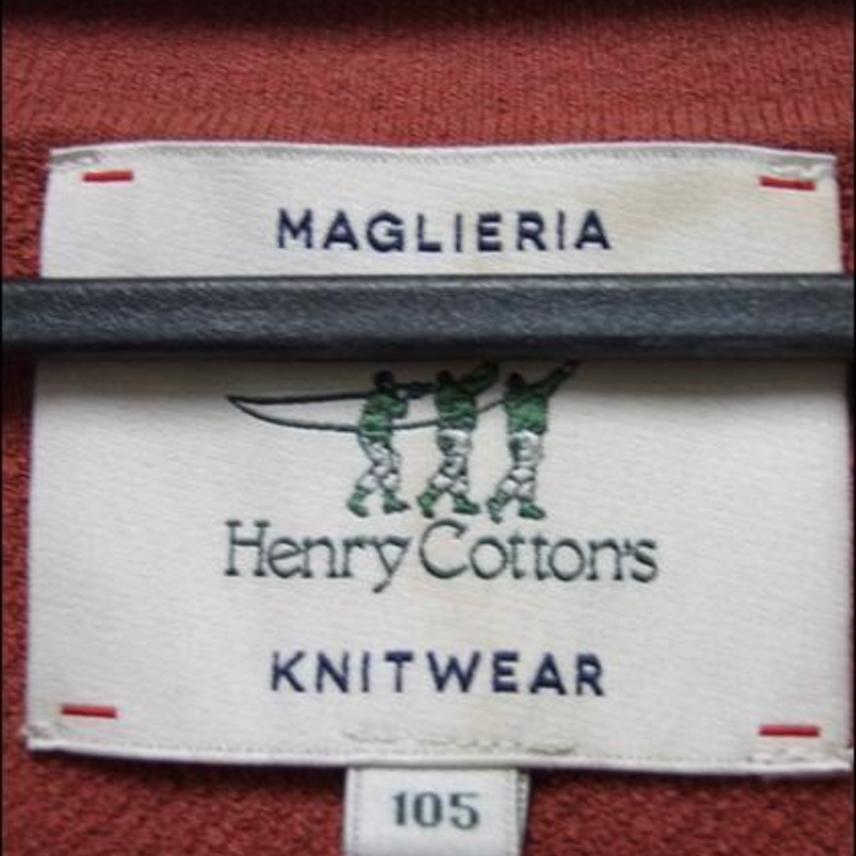 MAGLIERIA
Henry Cotton's
KNITWEAR
105